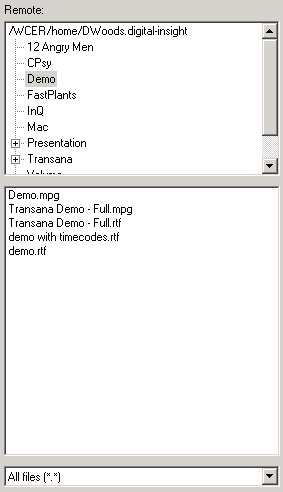 Remote:
/WCER/home/DWoods.digital-insight
12 Angry Men
CPsy
Demo
FastPlants
InQ
Mac
Presentation
Transana
Demo.mpg
Transana Demo - Full.mpg
Transana Demo - Full.rtf
demo with timecodes.rtf
demo.rtf
All files (*.*)